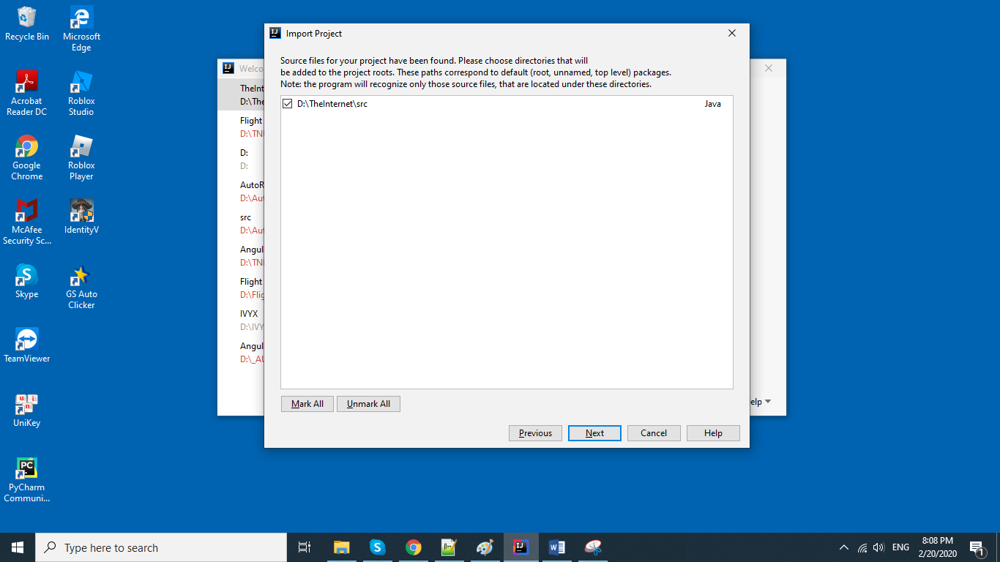 Recycle Bin
Microsoft
Edge
Acrobat
Reader DC
Roblox
Studio
Google
Chrome
Roblox
Player
McAfee
Security Sc...
IdentityV
Skype
GS Auto
Clicker
TeamViewer
UniKey
PyCharm
Communi...
Welco
TheInt
D:\The
Flight
D:\TN
D:
D:
AutoR
D:\Aut
src
D:\Aut
Angul
D:\TN
Flight
D:\Flig
IVYX
D:\IVY
Angul
D:\_AU
elp
Import Project
Source files for your project have been found. Please choose directories that will
be added to the project roots. These paths correspond to default (root, unnamed, top level) packages.
Note: the program will recognize only those source files, that are located under these directories.
D:\TheInternet\src Java
Mark All Unmark All
Previous Next Cancel Help
Type here to search
ENG
8:08 PM
2/20/2020
1